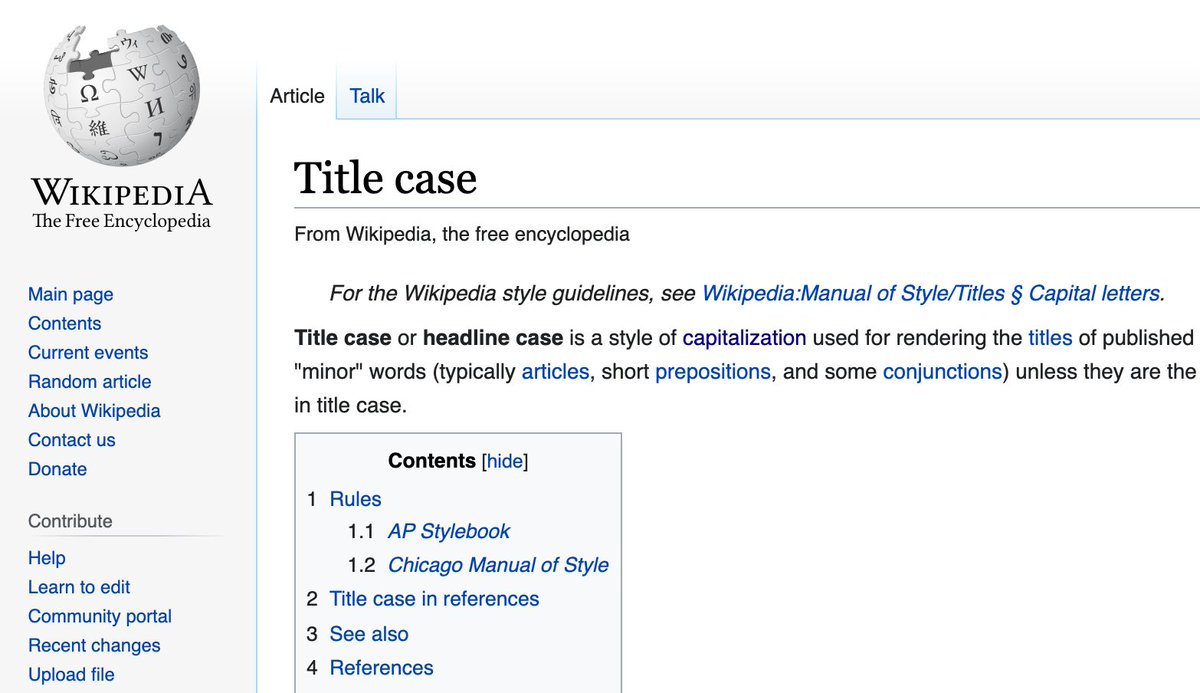 WIKIPEDIA
The Free Encyclopedia
Main page
Contents
Current events
Random article
About Wikipedia
Contact us
Donate
Contribute
Help
Learn to edit
Community portal
Recent changes
Upload file
Article Talk
Title case
From Wikipedia, the free encyclopedia
For the Wikipedia style guidelines, see Wikipedia:Manual of Style/Titles § Capital letters.
Title case or headline case is a style of capitalization used for rendering the titles of published
"minor" words (typically articles, short prepositions, and some conjunctions) unless they are the
in title case.
Contents [hide]
1 Rules
1.1 AP Stylebook
1.2 Chicago Manual of Style
2 Title case in references
3 See also
4 References